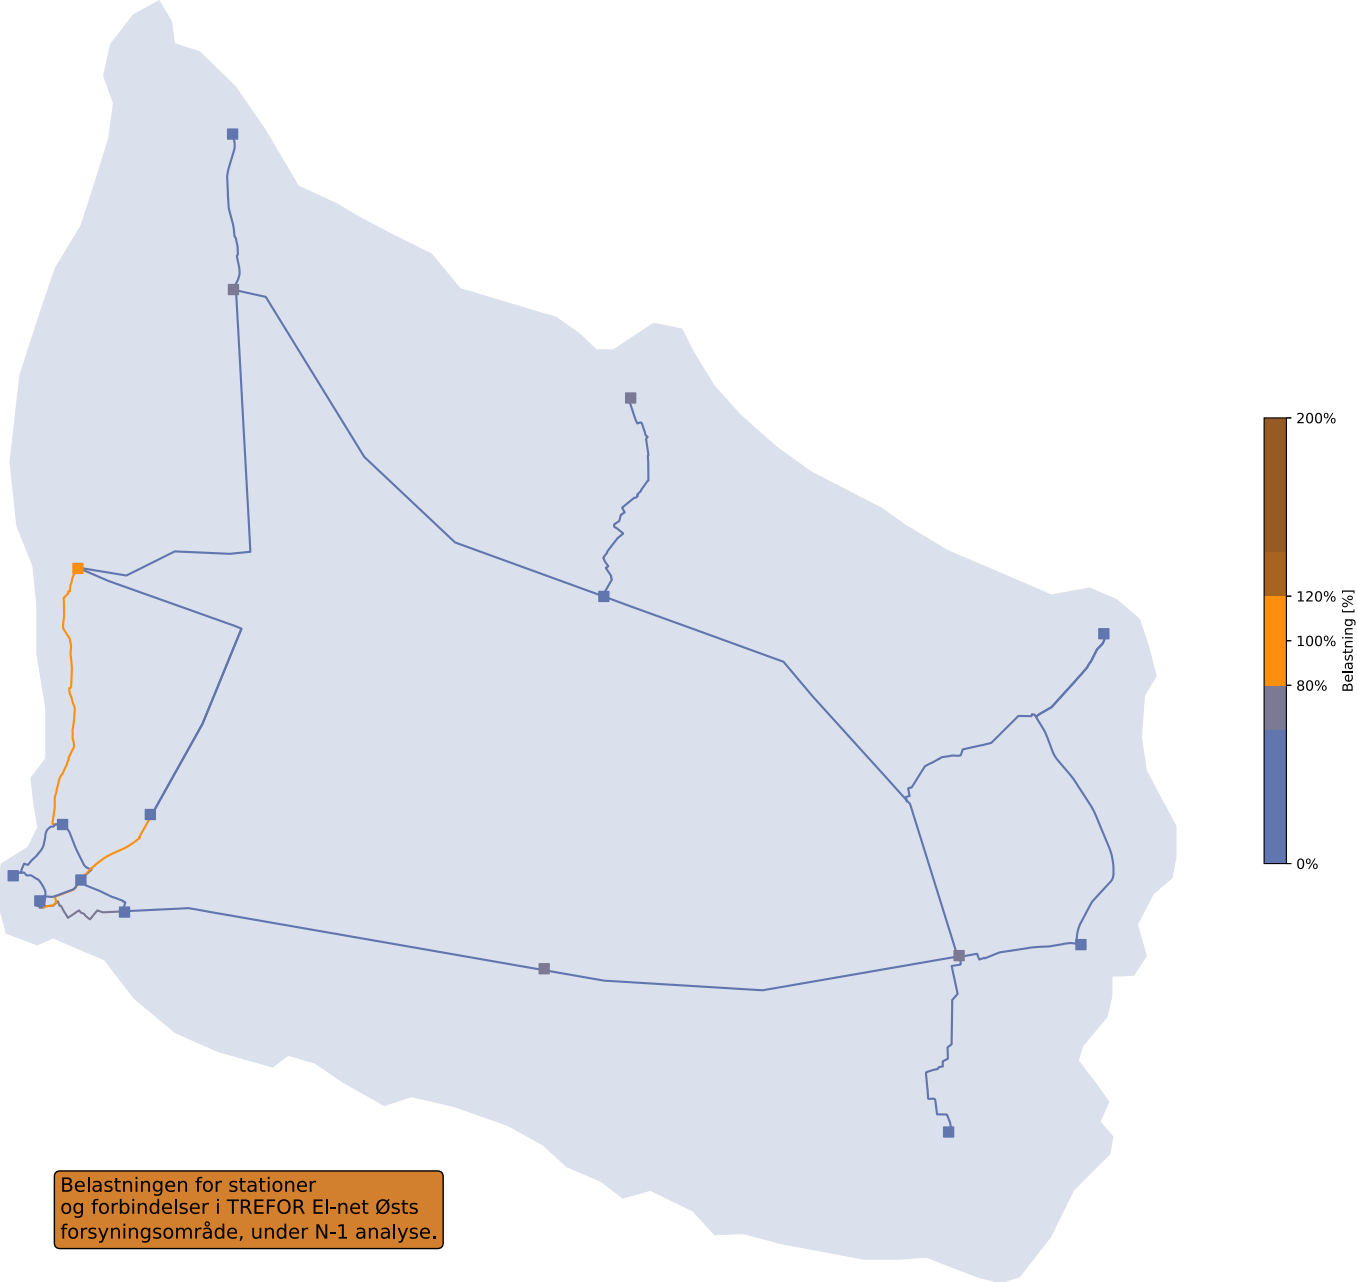 200%
120%
100%
80%
0%
Belastning [%]
Belastningen for stationer
og forbindelser i TREFOR El-net Østs
forsyningsområde, under N-1 analyse.